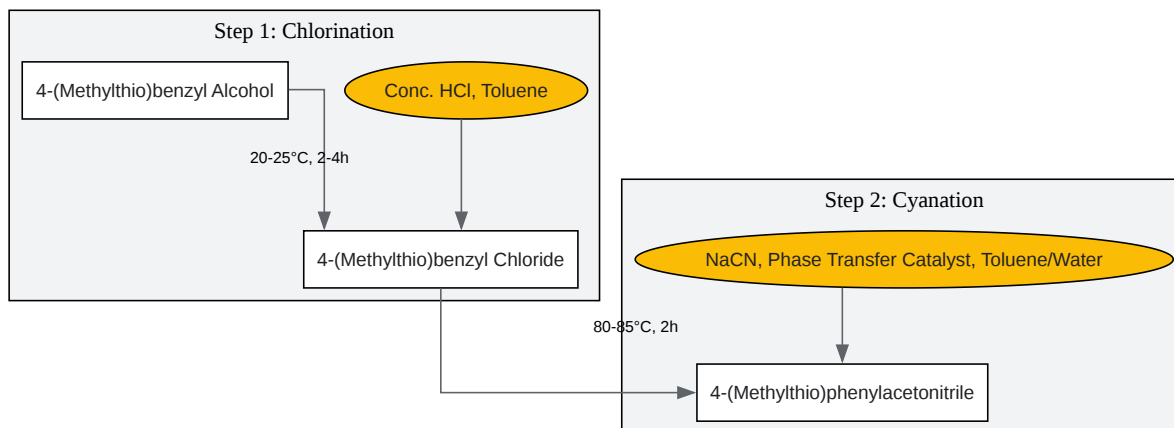 Step 1: Chlorination
4-(Methylthio)benzyl Alcohol
Conc. HCl, Toluene
20-25°C, 2-4h
4-(Methylthio)benzyl Chloride
Step 2: Cyanation
NaCN, Phase Transfer Catalyst, Toluene/Water
80-85°C, 2h
4-(Methylthio)phenylacetonitrile